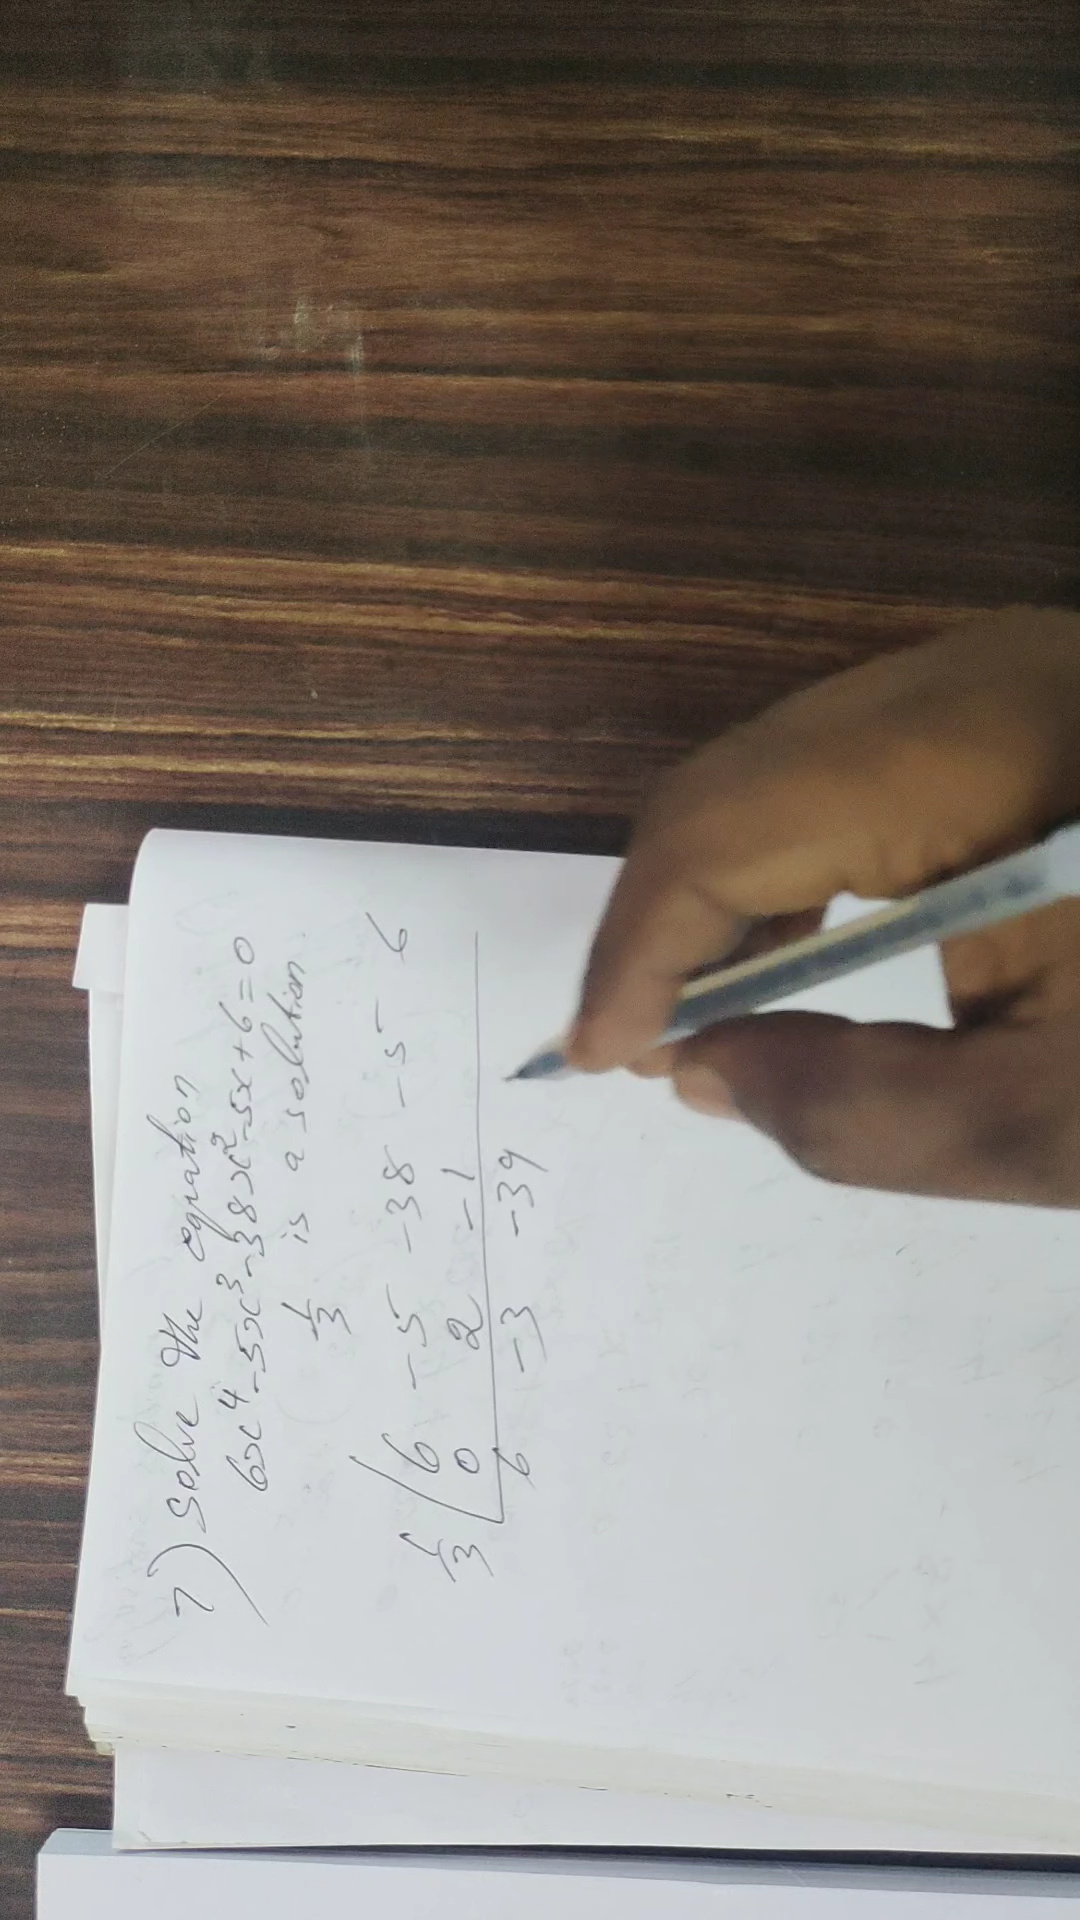 7) Solve the equation
6x⁴-5x³-38x²-5x+6=0
1/3 is a solution.
1/3 | 6 -5 -38 -5 6
0 2 -1
6 -3 -39